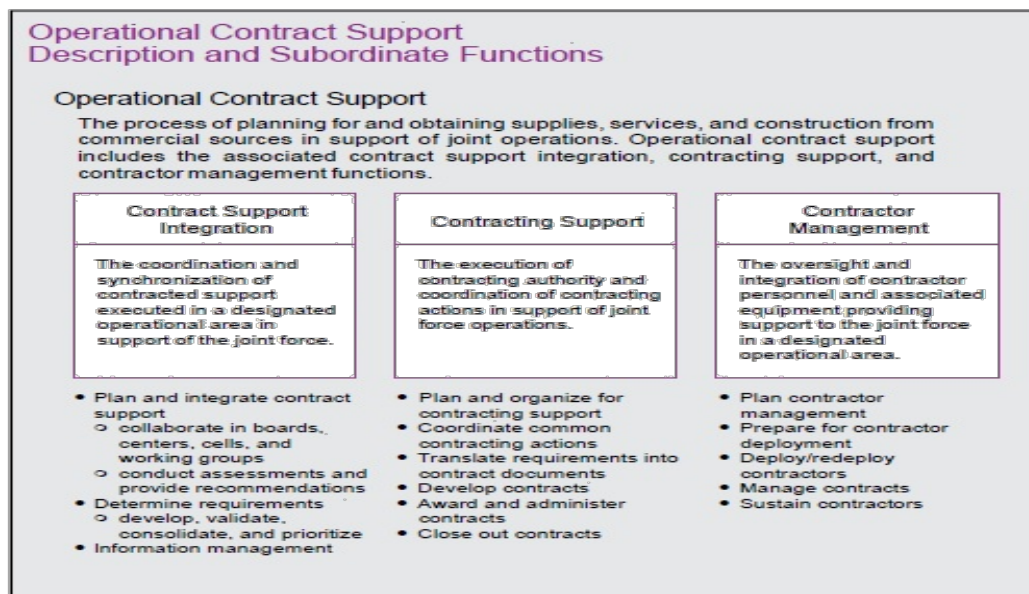 Operational Contract Support
Description and Subordinate Functions
Operational Contract Support
The process of planning for and obtaining supplies, services, and construction from
commercial sources in support of joint operations. Operational contract support
includes the associated contract support integration, contracting support, and
contractor management functions.
Contract Support
Integration
The coordination and
synchronization of
contracted support
executed in a designated
operational area in
support of the joint force.
• Plan and integrate contract
support
o collaborate in boards,
centers, cells, and
working groups
o conduct assessments and
provide recommendations
• Determine requirements
o develop, validate,
consolidate, and prioritize
• Information management
Contracting Support
The execution of
contracting authority and
coordination of contracting
actions in support of joint
force operations.
• Plan and organize for
contracting support
• Coordinate common
contracting actions
• Translate requirements into
contract documents
• Develop contracts
• Award and administer
contracts
• Close out contracts
Contractor
Management
The oversight and
integration of contractor
personnel and associated
equipment providing
support to the joint force
in a designated
operational area.
• Plan contractor
management
• Prepare for contractor
deployment
• Deploy/redeploy
contractors
• Manage contracts
• Sustain contractors